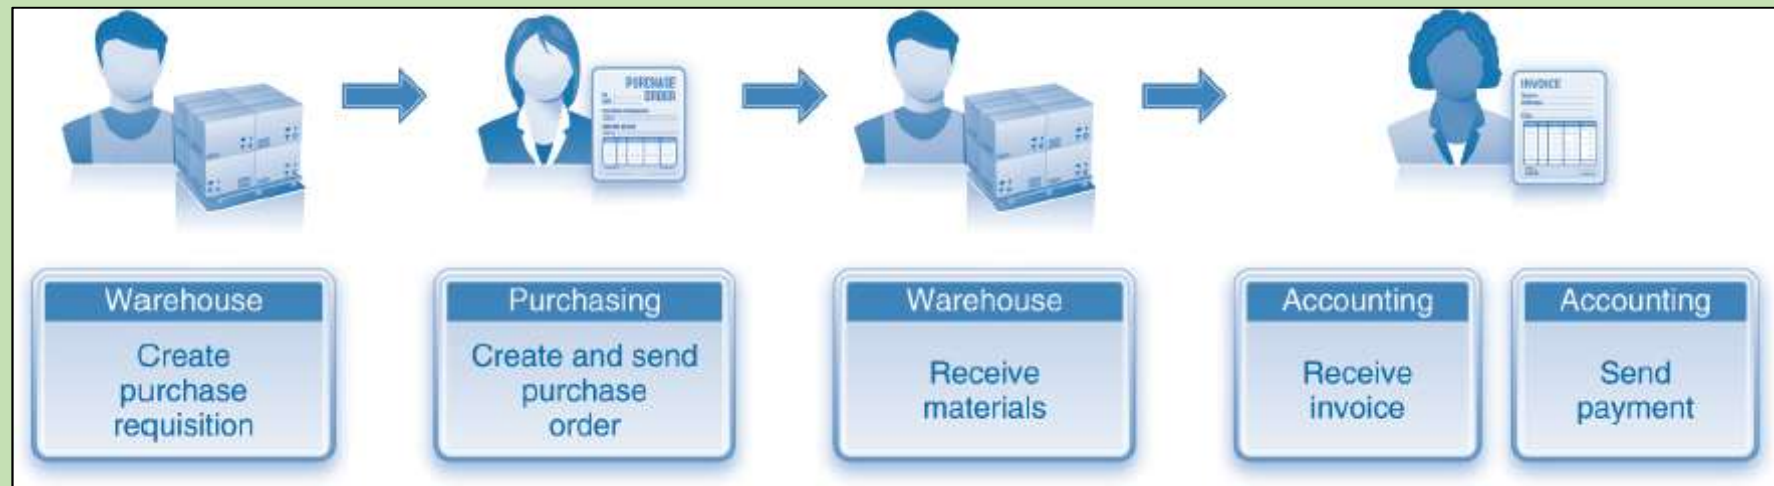 PURCHASE
ORDER
INVOICE
Warehouse
Create
purchase
requisition
Purchasing
Create and send
purchase
order
Warehouse
Receive
materials
Accounting
Receive
invoice
Accounting
Send
payment